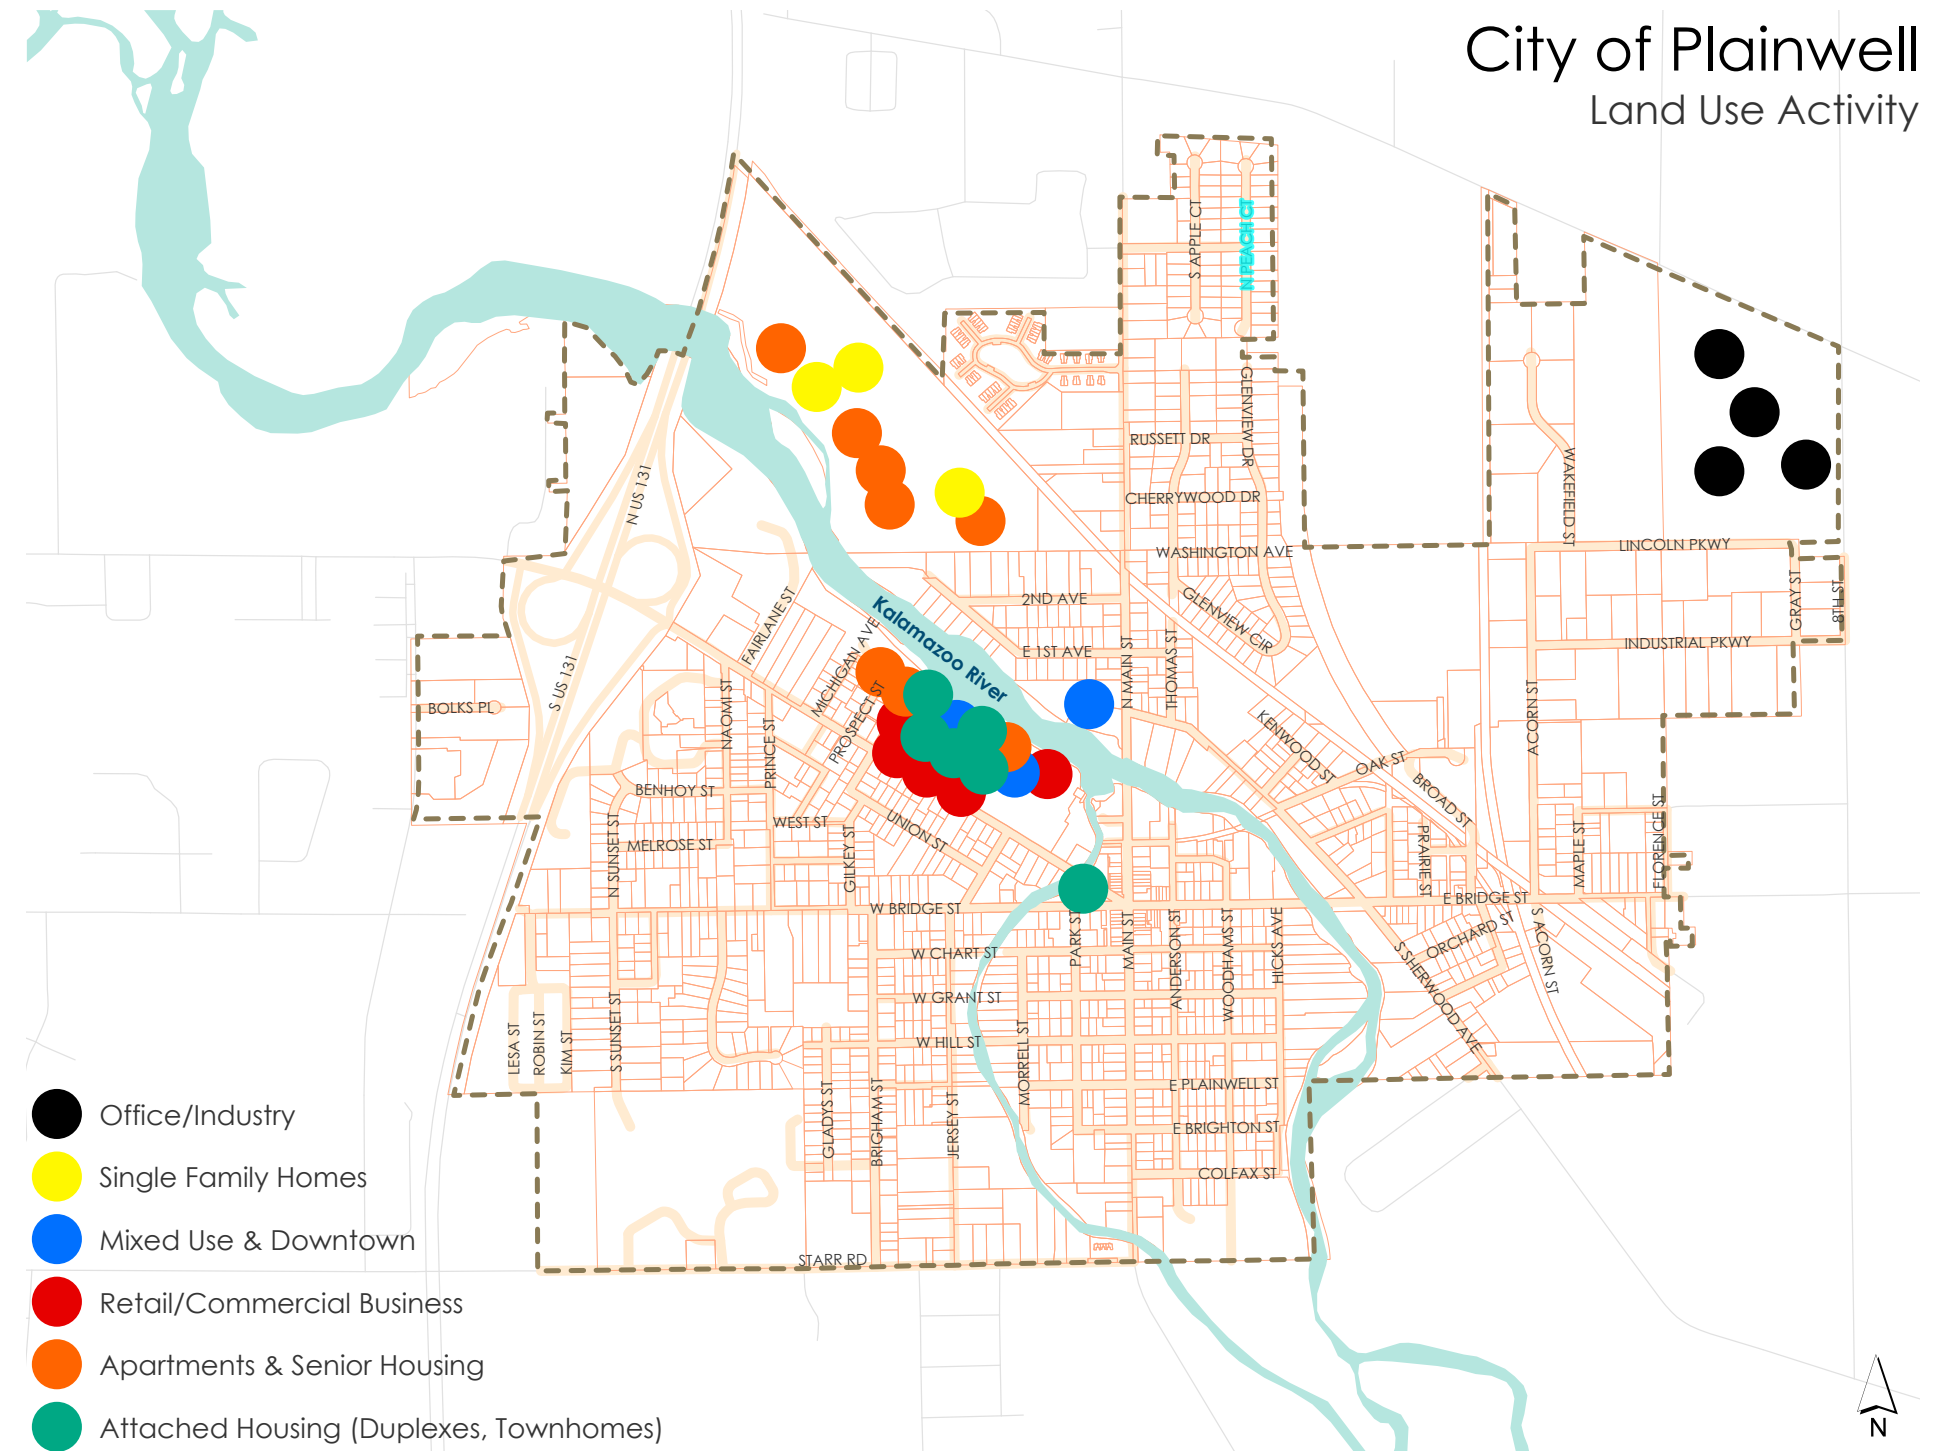 City of Plainwell
Land Use Activity
S APPLE CT
N PEACH CT
GLENVIEW DR
RUSSETT DR
CHERRYWOOD DR
WASHINGTON AVE
WAKEFIELD ST
LINCOLN PKWY
GRAY ST
18TH ST
INDUSTRIAL PKWY
N US 131
S US 131
BOLKS PL
FAIRLANE ST
MICHIGAN AVE
PROSPECT ST
Kalamazoo River
2ND AVE
E 1ST AVE
N MAIN ST
THOMAS ST
GLENVIEW CIR
KENWOOD ST
OAK ST
BROAD ST
ACORN ST
NAOMI ST
PRINCE ST
BENHOY ST
MELROSE ST
WEST ST
GILKEY ST
UNION ST
N SUNSET ST
PRAIRIE ST
MAPLE ST
FLORENCE ST
W BRIDGE ST
E BRIDGE ST
W CHART ST
W GRANT ST
W HILL ST
PARK ST
MAIN ST
ANDERSON ST
WOODHAMS ST
HICKS AVE
ORCHARD ST
S ACORN ST
S SHERWOOD AVE
LESA ST
ROBIN ST
KIM ST
S SUNSET ST
MORRELL ST
GLADYS ST
BRIGHAM ST
JERSEY ST
E PLAINWELL ST
E BRIGHTON ST
COLFAX ST
STARR RD
Office/Industry
Single Family Homes
Mixed Use & Downtown
Retail/Commercial Business
Apartments & Senior Housing
Attached Housing (Duplexes, Townhomes)
N